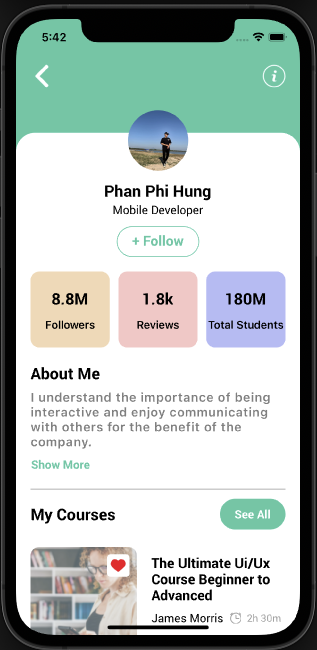 5:42
i
Phan Phi Hung
Mobile Developer
+ Follow
8.8M
1.8k
180M
Followers
Reviews
Total Students
About Me
I understand the importance of being
interactive and enjoy communicating
with others for the benefit of the
company.
Show More
My Courses
See All
The Ultimate Ui/Ux
Course Beginner to
Advanced
James Morris
2h 30m